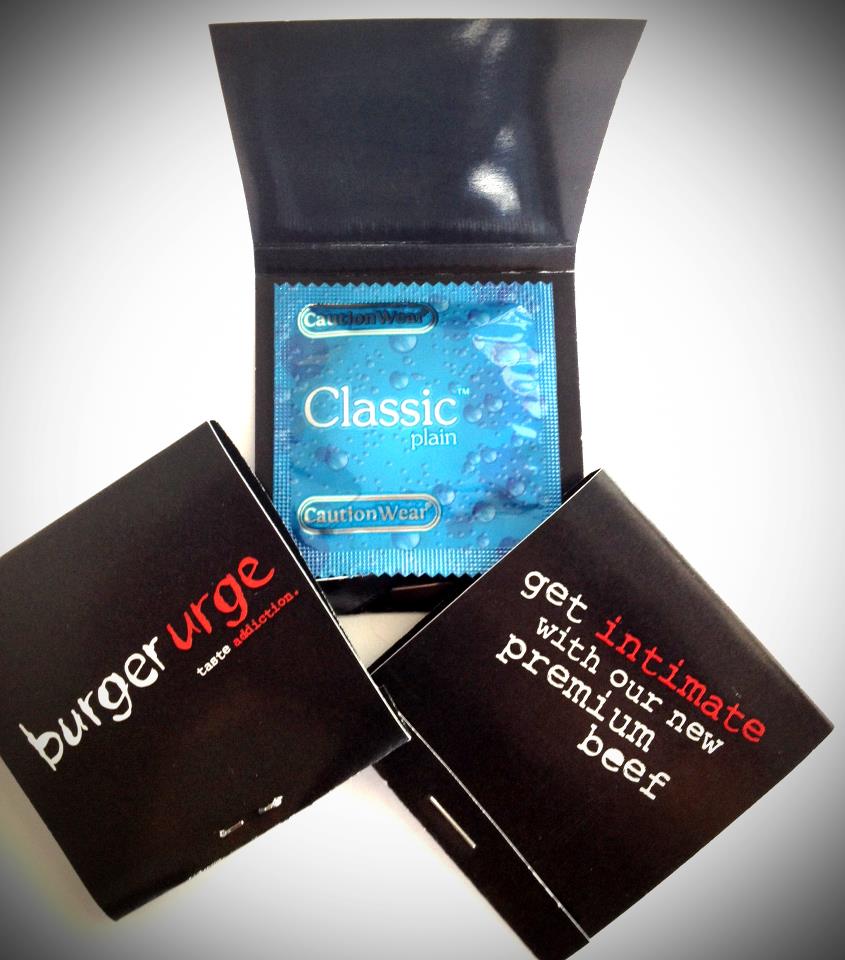 CautionWear®
Classic™
plain
CautionWear®
burger urge
taste addiction.
get intimate
with our new
premium
beef